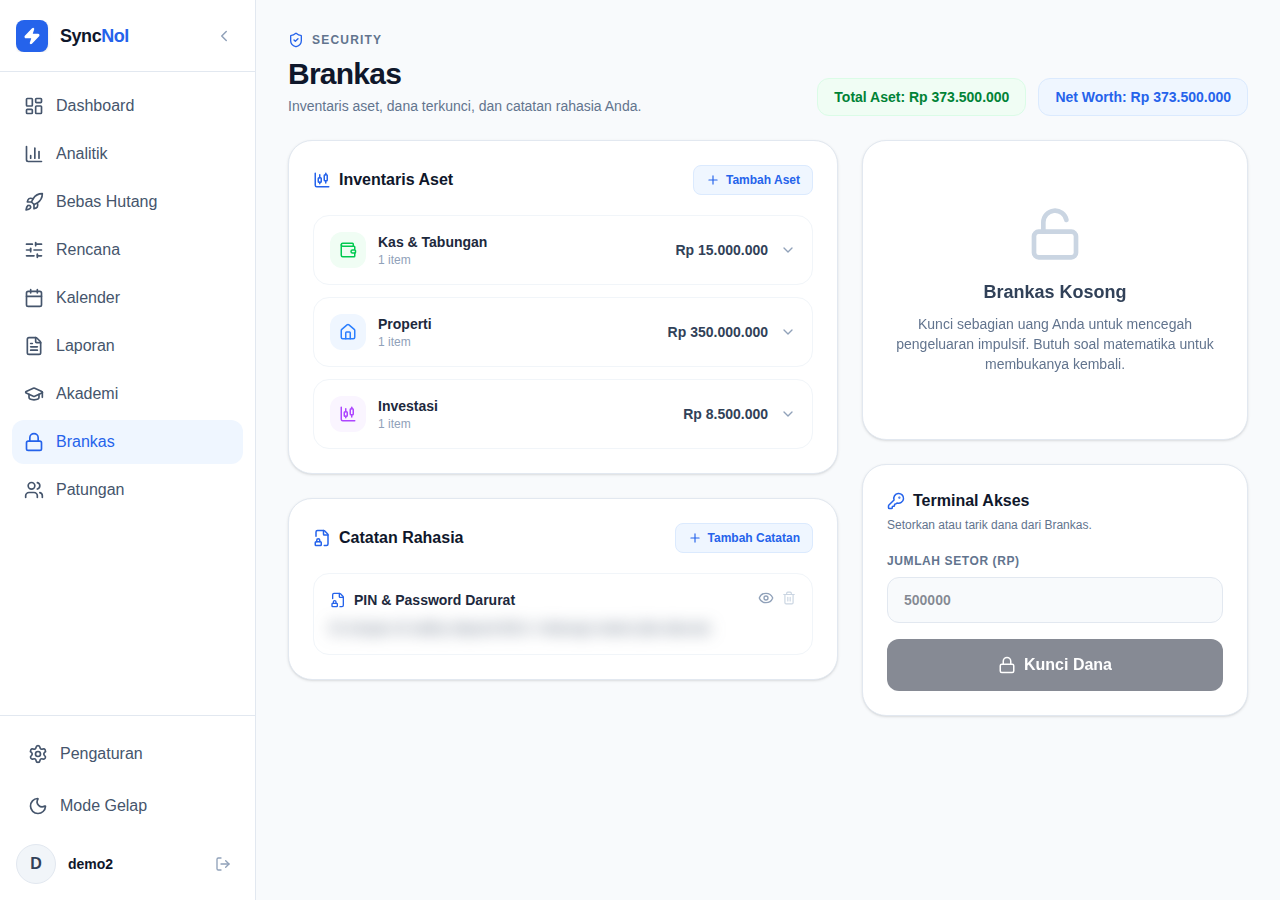 SyncNol
Dashboard
Analitik
Bebas Hutang
Rencana
Kalender
Laporan
Akademi
Brankas
Patungan
Pengaturan
Mode Gelap
D
demo2
SECURITY
Brankas
Inventaris aset, dana terkunci, dan catatan rahasia Anda.
Total Aset: Rp 373.500.000
Net Worth: Rp 373.500.000
Inventaris Aset
Tambah Aset
Kas & Tabungan
1 item
Rp 15.000.000
Properti
1 item
Rp 350.000.000
Investasi
1 item
Rp 8.500.000
Catatan Rahasia
Tambah Catatan
PIN & Password Darurat
Brankas Kosong
Kunci sebagian uang Anda untuk mencegah
pengeluaran impulsif. Butuh soal matematika untuk
membukanya kembali.
Terminal Akses
Setorkan atau tarik dana dari Brankas.
JUMLAH SETOR (RP)
500000
Kunci Dana